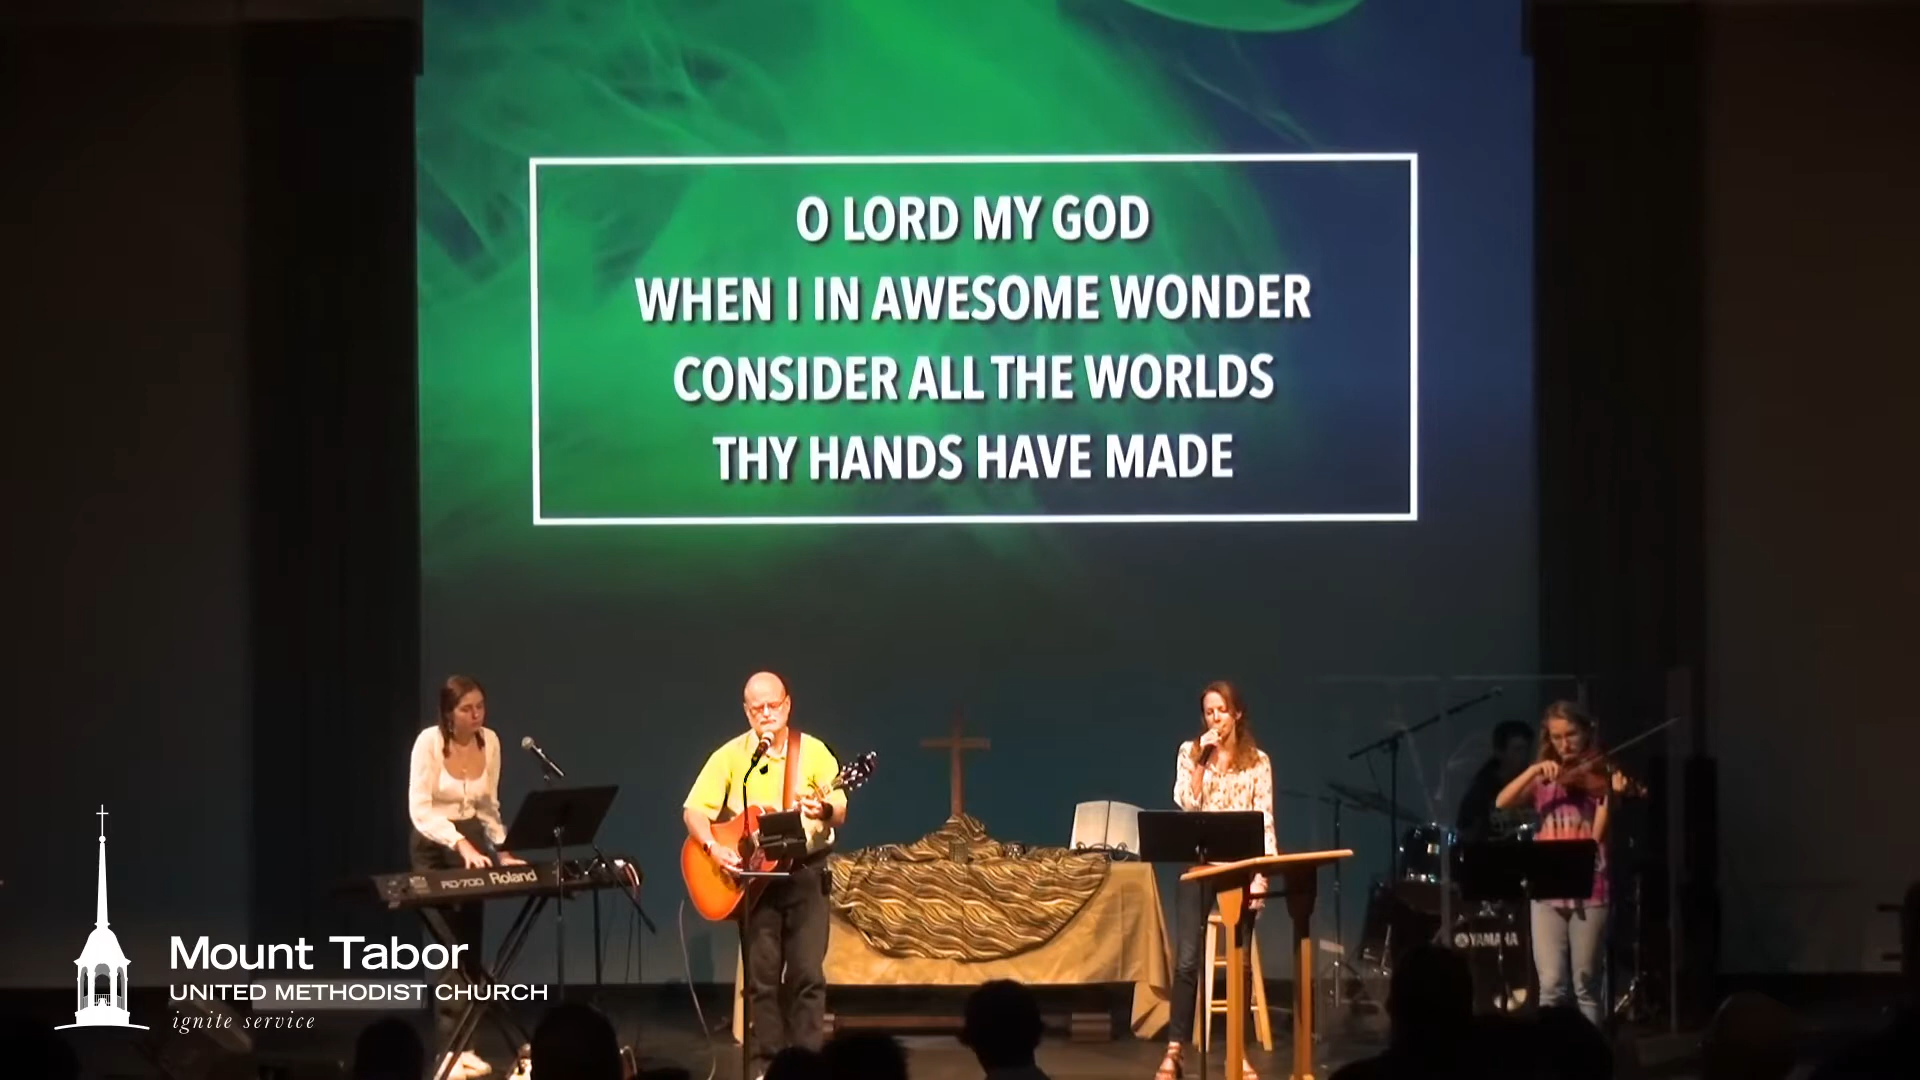 O LORD MY GOD
WHEN I IN AWESOME WONDER
CONSIDER ALL THE WORLDS
THY HANDS HAVE MADE
RD-700 Roland
YAMAHA
Mount Tabor
UNITED METHODIST CHURCH
ignite service